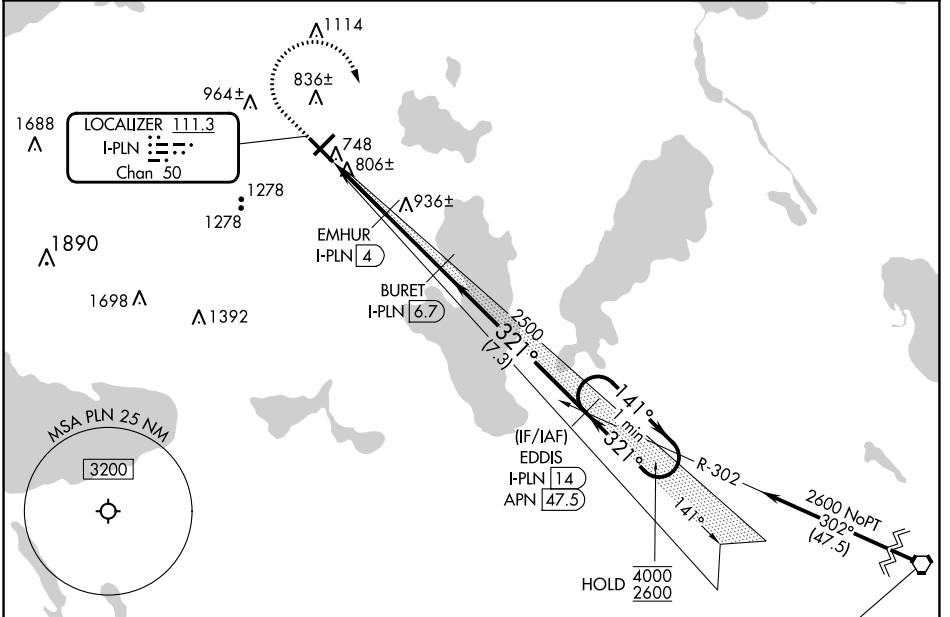 1114
836±
964±
1688
LOCALIZER 111.3
I-PLN
Chan 50
748
806±
1278
1278
936±
EMHUR
I-PLN 4
1890
BURET
I-PLN 6.7
1698
1392
2500
321°
(7.3)
MSA PLN 25 NM
3200
141°
1 min
321°
(IF/IAF)
EDDIS
I-PLN 14
APN 47.5
R-302
2600 NoPT
302°
(47.5)
141°
HOLD 4000
2600